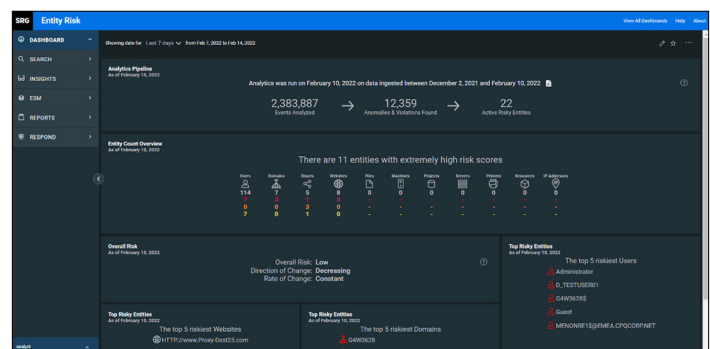 SRG Entity Risk
View All Dashboards Help About
DASHBOARD
SEARCH
INSIGHTS
ESM
REPORTS
RESPOND
analyst
Showing data for Last 7 days from Feb 7, 2022 to Feb 14, 2022
Analytics Pipeline
As of February 10, 2022
Analytics was run on February 10, 2022 on data ingested between December 2, 2021 and February 10, 2022
2,383,887 → 12,359 → 22
Events Analyzed Anomalies & Violations Found Active Risky Entities
Entity Count Overview
As of February 10, 2022
There are 11 entities with extremely high risk scores
Users Domains Shares Websites Files Machines Projects Servers Printers Resources IP Addresses
114 7 5 8 0 0 0 0 0 0 0
7 3 1 0 - - - - - - -
0 0 3 0 - - - - - - -
7 0 1 0 - - - - - - -
Overall Risk
As of February 10, 2022
Overall Risk: Low
Direction of Change: Decreasing
Rate of Change: Constant
Top Risky Entities
As of February 10, 2022
The top 5 riskiest Users
Administrator
D_TESTUSER01
G4W3628$
Guest
MENONRE1$@EMEA.CPQCORP.NET
Top Risky Entities
As of February 10, 2022
The top 5 riskiest Websites
HTTP://www.Proxy-Dest25.com
Top Risky Entities
As of February 10, 2022
The top 5 riskiest Domains
G4W3628